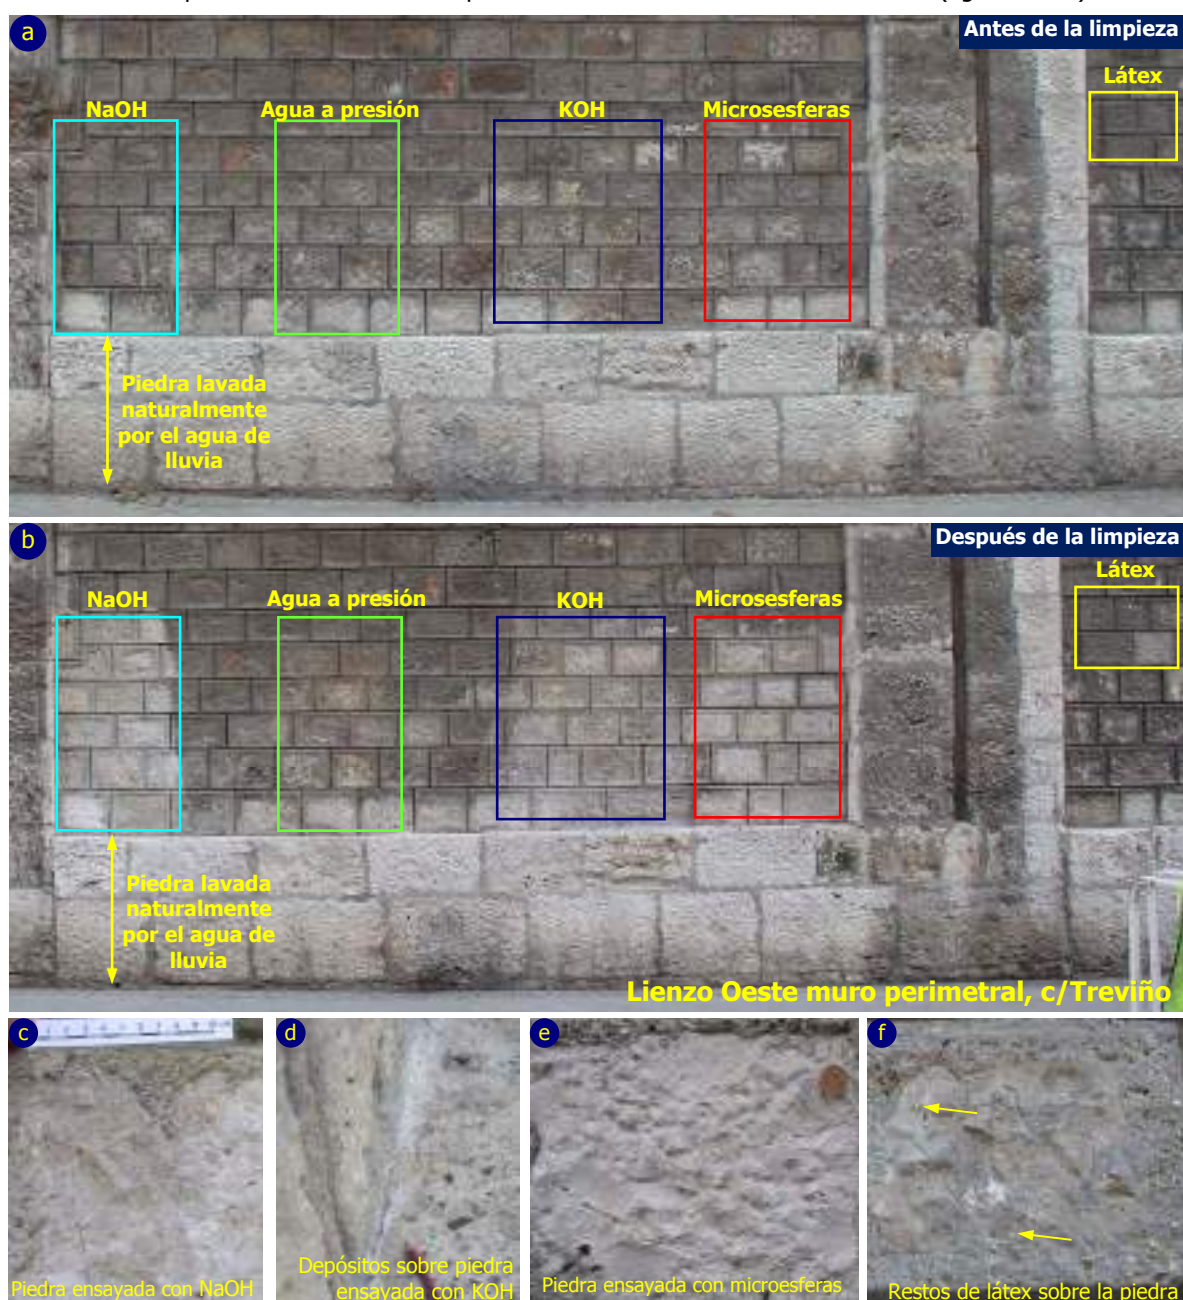 a
Antes de la limpieza
Látex
NaOH
Agua a presión
KOH
Microsesferas
Piedra lavada
naturalmente
por el agua de
lluvia
b
Después de la limpieza
Látex
NaOH
Agua a presión
KOH
Microsesferas
Piedra lavada
naturalmente
por el agua de
lluvia
Lienzo Oeste muro perimetral, c/Treviño
c
Piedra ensayada con NaOH
d
Depósitos sobre piedra
ensayada con KOH
e
Piedra ensayada con microesferas
f
Restos de látex sobre la piedra